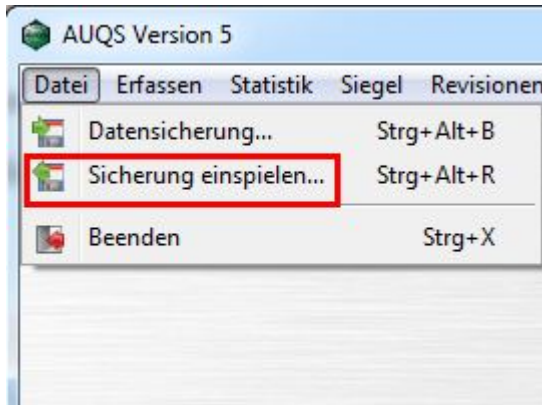 AUQS Version 5
Datei Erfassen Statistik Siegel Revisionen
Datensicherung... Strg+Alt+B
Sicherung einspielen... Strg+Alt+R
Beenden Strg+X